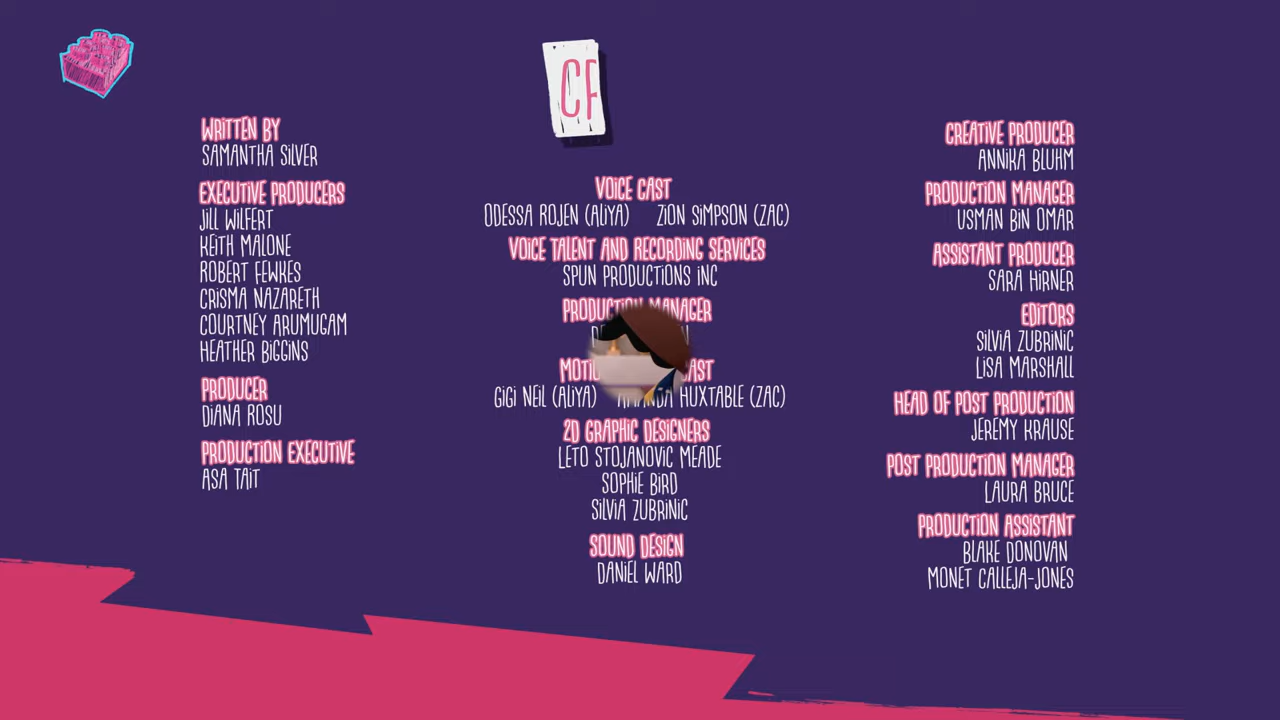 CF
WRITTEN BY
SAMANTHA SILVER
EXECUTIVE PRODUCERS
JILL WILFERT
KEITH MALONE
ROBERT FEWKES
CRISMA NAZARETH
COURTNEY ARUMUGAM
HEATHER BIGGINS
PRODUCER
DIANA ROSU
PRODUCTION EXECUTIVE
ASA TAIT
VOICE CAST
ODESSA ROJEN (ALIYA) ZION SIMPSON (ZAC)
VOICE TALENT AND RECORDING SERVICES
SPUN PRODUCTIONS INC
PRODUCTION MANAGER
CAST
GIGI NEIL (ALIYA) HUXTABLE (ZAC)
2D GRAPHIC DESIGNERS
LETO STOJANOVIC MEADE
SOPHIE BIRD
SILVIA ZUBRINIC
SOUND DESIGN
DANIEL WARD
CREATIVE PRODUCER
ANNIKA BLUHM
PRODUCTION MANAGER
USMAN BIN OMAR
ASSISTANT PRODUCER
SARA HIRNER
EDITORS
SILVIA ZUBRINIC
LISA MARSHALL
HEAD OF POST PRODUCTION
JEREMY KRAUSE
POST PRODUCTION MANAGER
LAURA BRUCE
PRODUCTION ASSISTANT
BLAKE DONOVAN
MONET CALLEJA-JONES